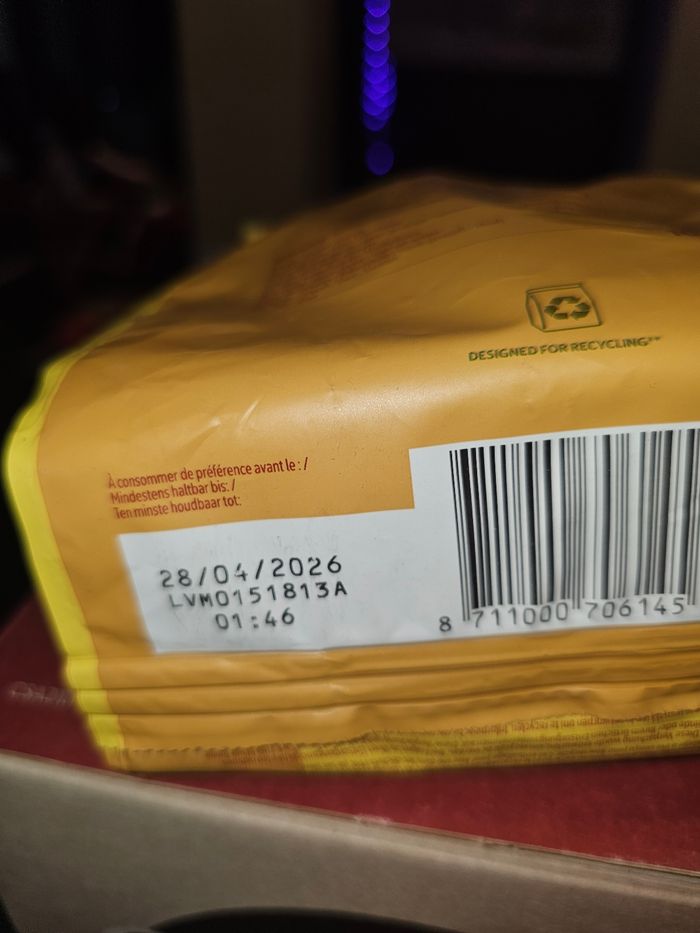 DESIGNED FOR RECYCLING
À consommer de préférence avant le : /
Mindestens haltbar bis: /
Ten minste houdbaar tot:
28/04/2026
LVM0151813A
01:46
8 711000 706145